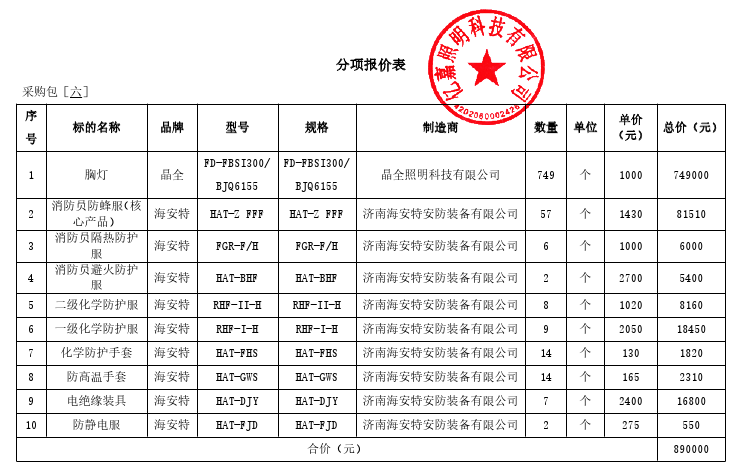 分项报价表
亿嘉照明科技有限公司
4202060002426
采购包［六］
序号 标的名称 品牌 型号 规格 制造商 数量 单位 单价（元） 总价（元）
1 胸灯 晶全 FD-FBSI300/BJQ6155 FD-FBSI300/BJQ6155 晶全照明科技有限公司 749 个 1000 749000
2 消防员防蜂服(核心产品) 海安特 HAT-Z FFF HAT-Z FFF 济南海安特安防装备有限公司 57 个 1430 81510
3 消防员隔热防护服 海安特 FGR-F/H FGR-F/H 济南海安特安防装备有限公司 6 个 1000 6000
4 消防员避火防护服 海安特 HAT-BHF HAT-BHF 济南海安特安防装备有限公司 2 个 2700 5400
5 二级化学防护服 海安特 RHF-II-H RHF-II-H 济南海安特安防装备有限公司 8 个 1020 8160
6 一级化学防护服 海安特 RHF-I-H RHF-I-H 济南海安特安防装备有限公司 9 个 2050 18450
7 化学防护手套 海安特 HAT-FHS HAT-FHS 济南海安特安防装备有限公司 14 个 130 1820
8 防高温手套 海安特 HAT-GWS HAT-GWS 济南海安特安防装备有限公司 14 个 165 2310
9 电绝缘装具 海安特 HAT-DJY HAT-DJY 济南海安特安防装备有限公司 7 个 2400 16800
10 防静电服 海安特 HAT-FJD HAT-FJD 济南海安特安防装备有限公司 2 个 275 550
合价（元） 890000